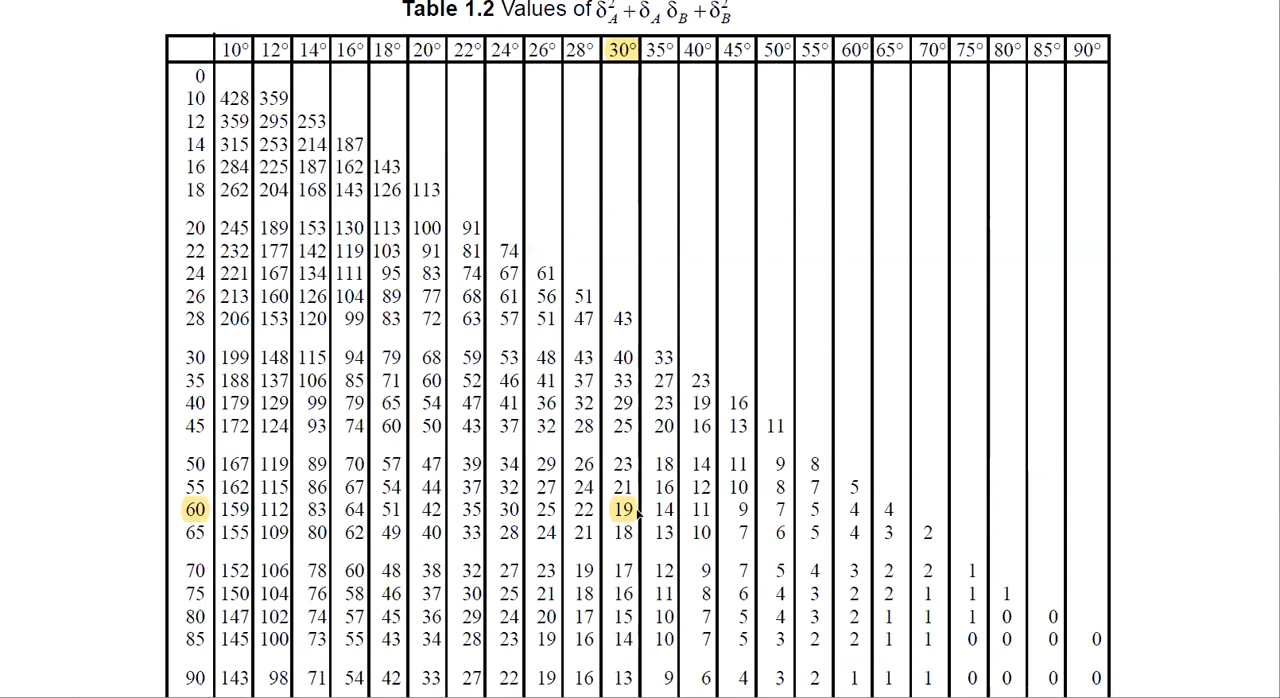 Table 1.2 Values of δ²_A + δ_A δ_B + δ²_B
10° 12° 14° 16° 18° 20° 22° 24° 26° 28° 30° 35° 40° 45° 50° 55° 60° 65° 70° 75° 80° 85° 90°
0
10 428 359
12 359 295 253
14 315 253 214 187
16 284 225 187 162 143
18 262 204 168 143 126 113
20 245 189 153 130 113 100 91
22 232 177 142 119 103 91 81 74
24 221 167 134 111 95 83 74 67 61
26 213 160 126 104 89 77 68 61 56 51
28 206 153 120 99 83 72 63 57 51 47 43
30 199 148 115 94 79 68 59 53 48 43 40 33
35 188 137 106 85 71 60 52 46 41 37 33 27 23
40 179 129 99 79 65 54 47 41 36 32 29 23 19 16
45 172 124 93 74 60 50 43 37 32 28 25 20 16 13 11
50 167 119 89 70 57 47 39 34 29 26 23 18 14 11 9 8
55 162 115 86 67 54 44 37 32 27 24 21 16 12 10 8 7 5
60 159 112 83 64 51 42 35 30 25 22 19 14 11 9 7 5 4 4
65 155 109 80 62 49 40 33 28 24 21 18 13 10 7 6 5 4 3 2
70 152 106 78 60 48 38 32 27 23 19 17 12 9 7 5 4 3 2 2 1
75 150 104 76 58 46 37 30 25 21 18 16 11 8 6 4 3 2 2 1 1 1
80 147 102 74 57 45 36 29 24 20 17 15 10 7 5 4 3 2 1 1 1 0 0
85 145 100 73 55 43 34 28 23 19 16 14 10 7 5 3 2 2 1 1 0 0 0 0
90 143 98 71 54 42 33 27 22 19 16 13 9 6 4 3 2 1 1 1 0 0 0 0